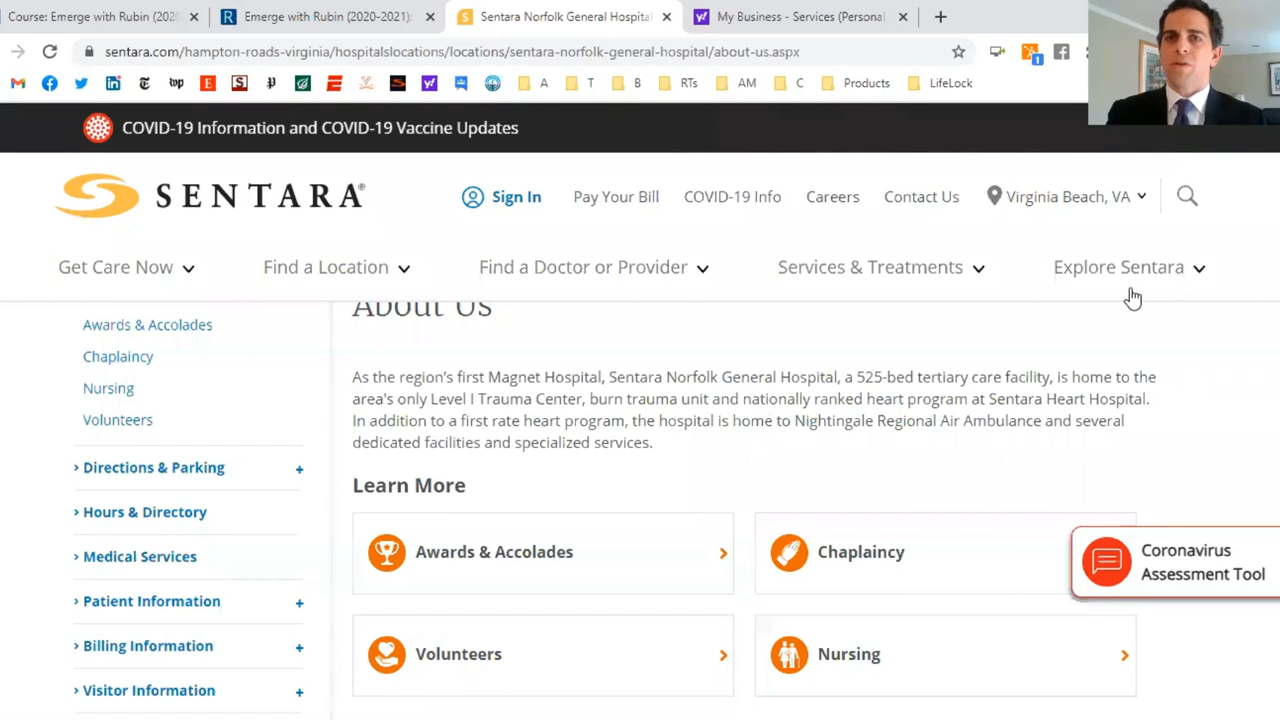 Course: Emerge with Rubin (202
Emerge with Rubin (2020-2021):
Sentara Norfolk General Hospital
My Business - Services (Personal
sentara.com/hampton-roads-virginia/hospitalslocations/locations/sentara-norfolk-general-hospital/about-us.aspx
A T B RTs AM C Products LifeLock
COVID-19 Information and COVID-19 Vaccine Updates
SENTARA®
Sign In Pay Your Bill COVID-19 Info Careers Contact Us Virginia Beach, VA
Get Care Now Find a Location Find a Doctor or Provider Services & Treatments Explore Sentara
Awards & Accolades
Chaplaincy
Nursing
Volunteers
› Directions & Parking +
› Hours & Directory
› Medical Services
› Patient Information +
› Billing Information +
› Visitor Information +
About Us
As the region's first Magnet Hospital, Sentara Norfolk General Hospital, a 525-bed tertiary care facility, is home to the
area's only Level I Trauma Center, burn trauma unit and nationally ranked heart program at Sentara Heart Hospital.
In addition to a first rate heart program, the hospital is home to Nightingale Regional Air Ambulance and several
dedicated facilities and specialized services.
Learn More
Awards & Accolades
Chaplaincy
Volunteers
Nursing
Coronavirus
Assessment Tool